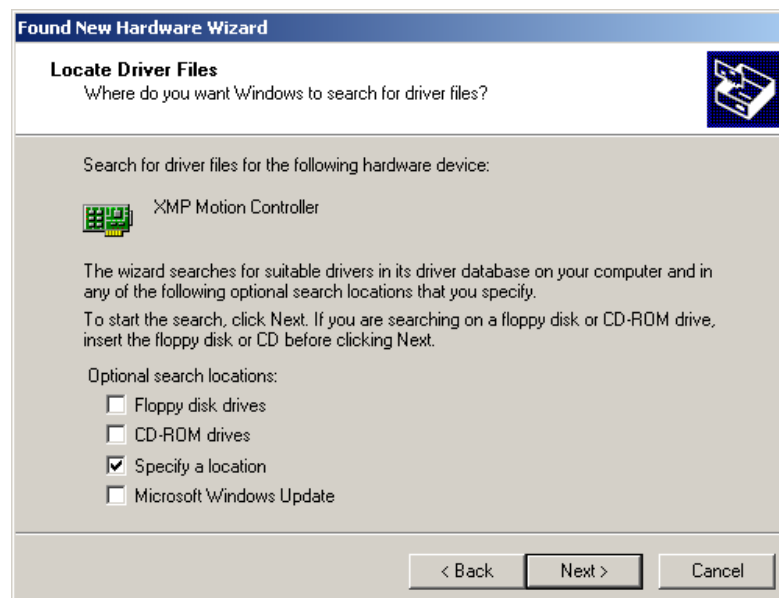 Found New Hardware Wizard
Locate Driver Files
Where do you want Windows to search for driver files?
Search for driver files for the following hardware device:
XMP Motion Controller
The wizard searches for suitable drivers in its driver database on your computer and in
any of the following optional search locations that you specify.
To start the search, click Next. If you are searching on a floppy disk or CD-ROM drive,
insert the floppy disk or CD before clicking Next.
Optional search locations:
Floppy disk drives
CD-ROM drives
Specify a location
Microsoft Windows Update
< Back Next > Cancel